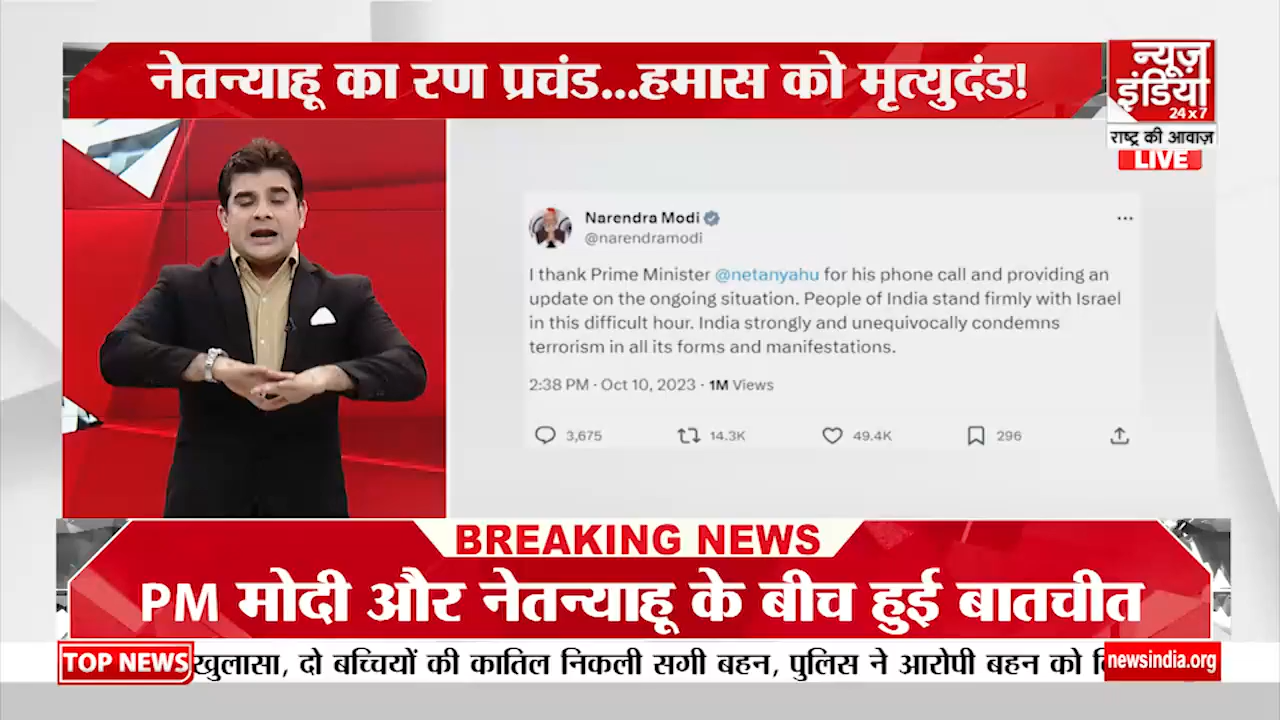 नेतन्याहू का रण प्रचंड...हमास को मृत्युदंड!
न्यूज़
इंडिया
24x7
राष्ट्र की आवाज़
LIVE
Narendra Modi
@narendramodi
I thank Prime Minister @netanyahu for his phone call and providing an
update on the ongoing situation. People of India stand firmly with Israel
in this difficult hour. India strongly and unequivocally condemns
terrorism in all its forms and manifestations.
2:38 PM · Oct 10, 2023 · 1M Views
3,675 14.3K 49.4K 296
BREAKING NEWS
PM मोदी और नेतन्याहू के बीच हुई बातचीत
TOP NEWS खुलासा, दो बच्चियों की कातिल निकली सगी बहन, पुलिस ने आरोपी बहन को newsindia.org